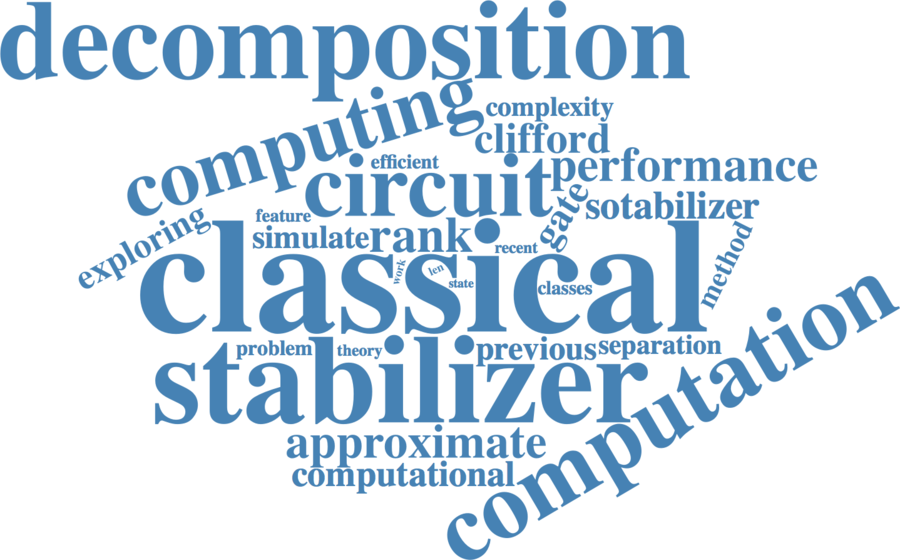 decomposition
computing
complexity
clifford
efficient
circuit
performance
gate
sotabilizer
exploring
feature
simulate
rank
recent
method
classical
work
len
state
classes
problem
theory
previous
separation
stabilizer
computation
approximate
computational